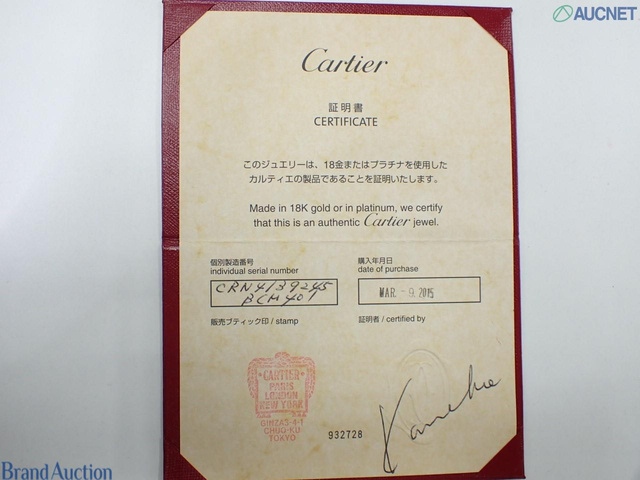 AUCNET
Cartier
証明書
CERTIFICATE
このジュエリーは、18金またはプラチナを使用した
カルティエの製品であることを証明いたします。
Made in 18K gold or in platinum, we certify
that this is an authentic Cartier jewel.
個別製造番号
individual serial number
購入年月日
date of purchase
CRN4139245
BCM401
MAR. -9. 2015
販売ブティック印 / stamp
証明者 / certified by
CARTIER
PARIS
LONDON
NEW YORK
GINZA5-4-1
CHUO-KU
TOKYO
932728
Kaneko
Brand Auction